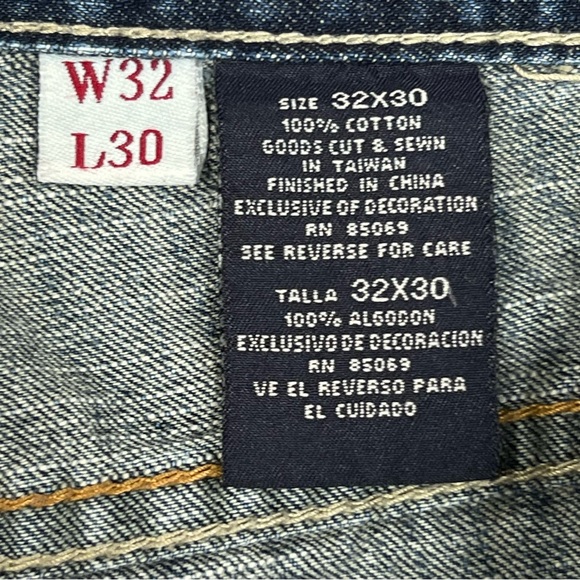 W32
L30
SIZE 32X30
100% COTTON
GOODS CUT & SEWN
IN TAIWAN
FINISHED IN CHINA
EXCLUSIVE OF DECORATION
RN 85069
SEE REVERSE FOR CARE
TALLA 32X30
100% ALGODON
EXCLUSIVO DE DECORACION
RN 85069
VE EL REVERSO PARA
EL CUIDADO